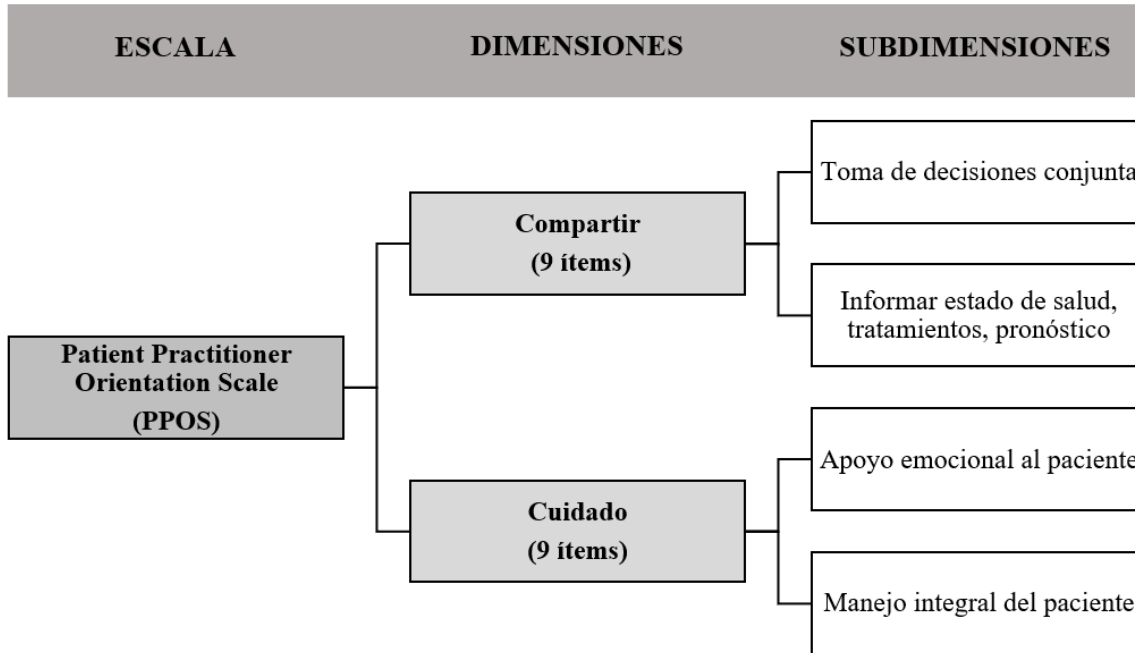 ESCALA
DIMENSIONES
SUBDIMENSIONES
Toma de decisiones conjunta
Compartir
(9 ítems)
Informar estado de salud,
tratamientos, pronóstico
Patient Practitioner
Orientation Scale
(PPOS)
Apoyo emocional al paciente
Cuidado
(9 ítems)
Manejo integral del paciente